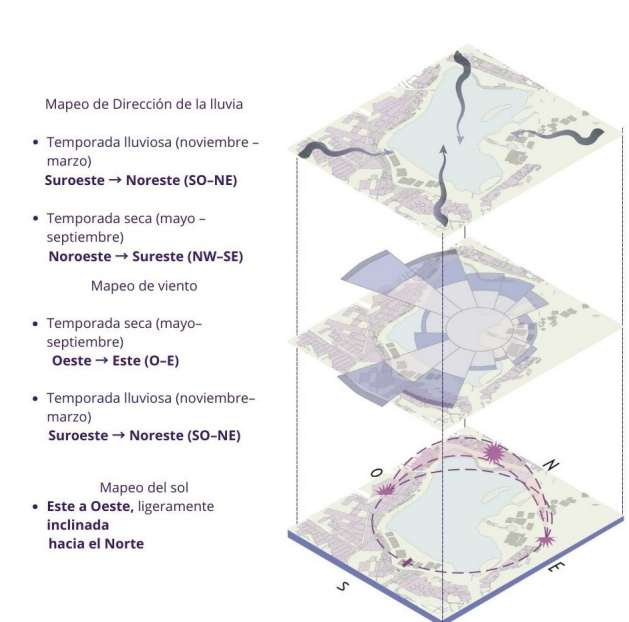 Mapeo de Dirección de la lluvia
• Temporada lluviosa (noviembre –
marzo)
Suroeste → Noreste (SO–NE)
• Temporada seca (mayo –
septiembre)
Noroeste → Sureste (NW–SE)
Mapeo de viento
• Temporada seca (mayo–
septiembre)
Oeste → Este (O–E)
• Temporada lluviosa (noviembre–
marzo)
Suroeste → Noreste (SO–NE)
Mapeo del sol
• Este a Oeste, ligeramente
inclinada
hacia el Norte
O
N
S
E